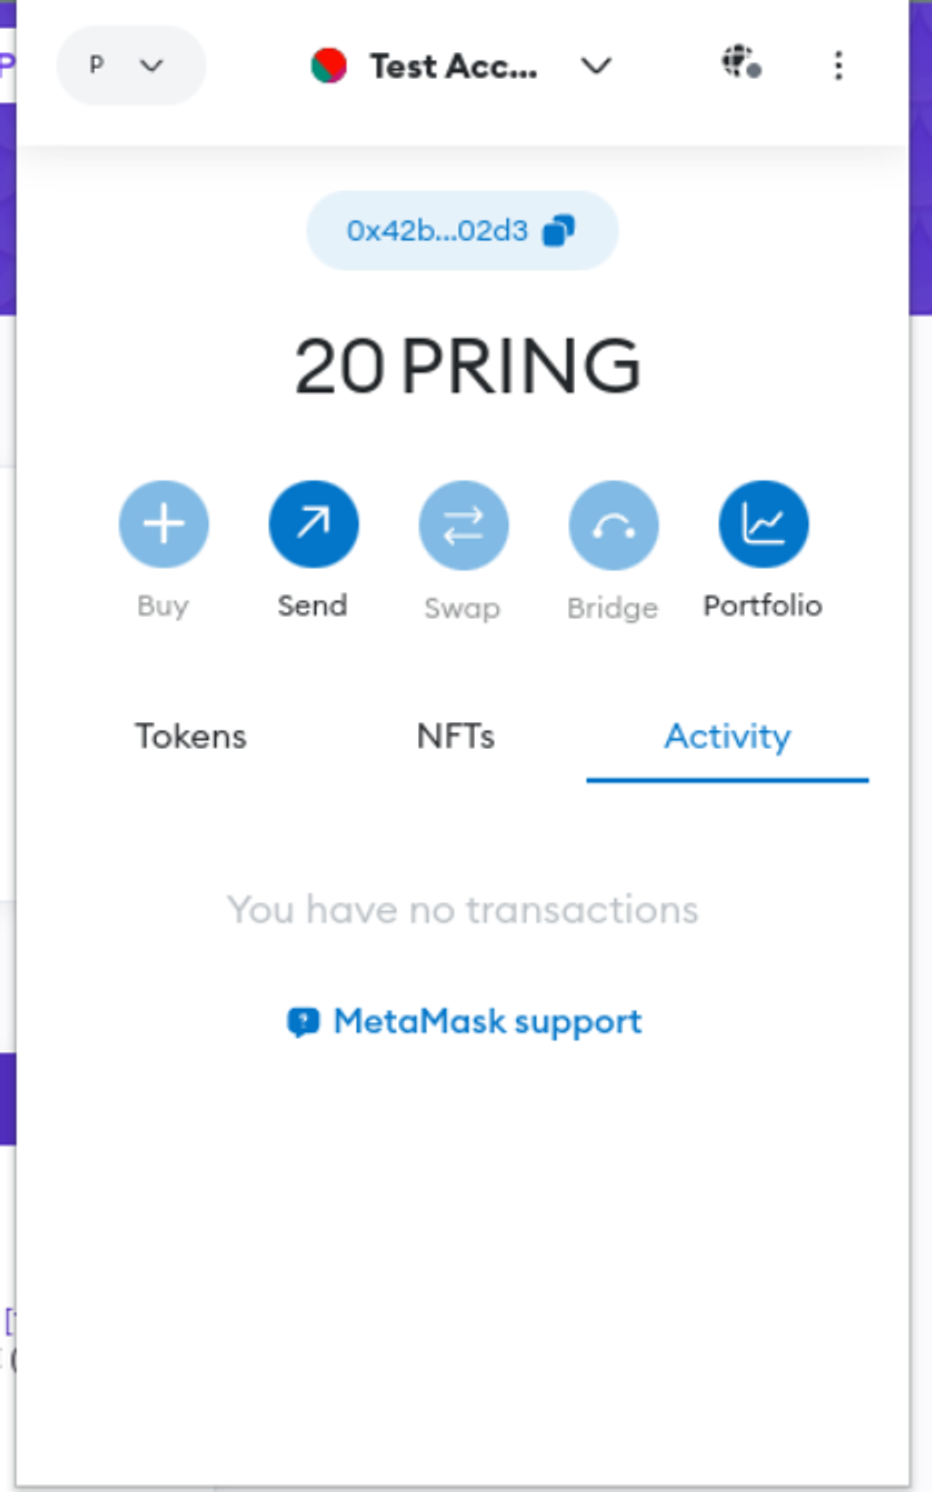 P
Test Acc...
0x42b...02d3
20 PRING
Buy
Send
Swap
Bridge
Portfolio
Tokens
NFTs
Activity
You have no transactions
MetaMask support